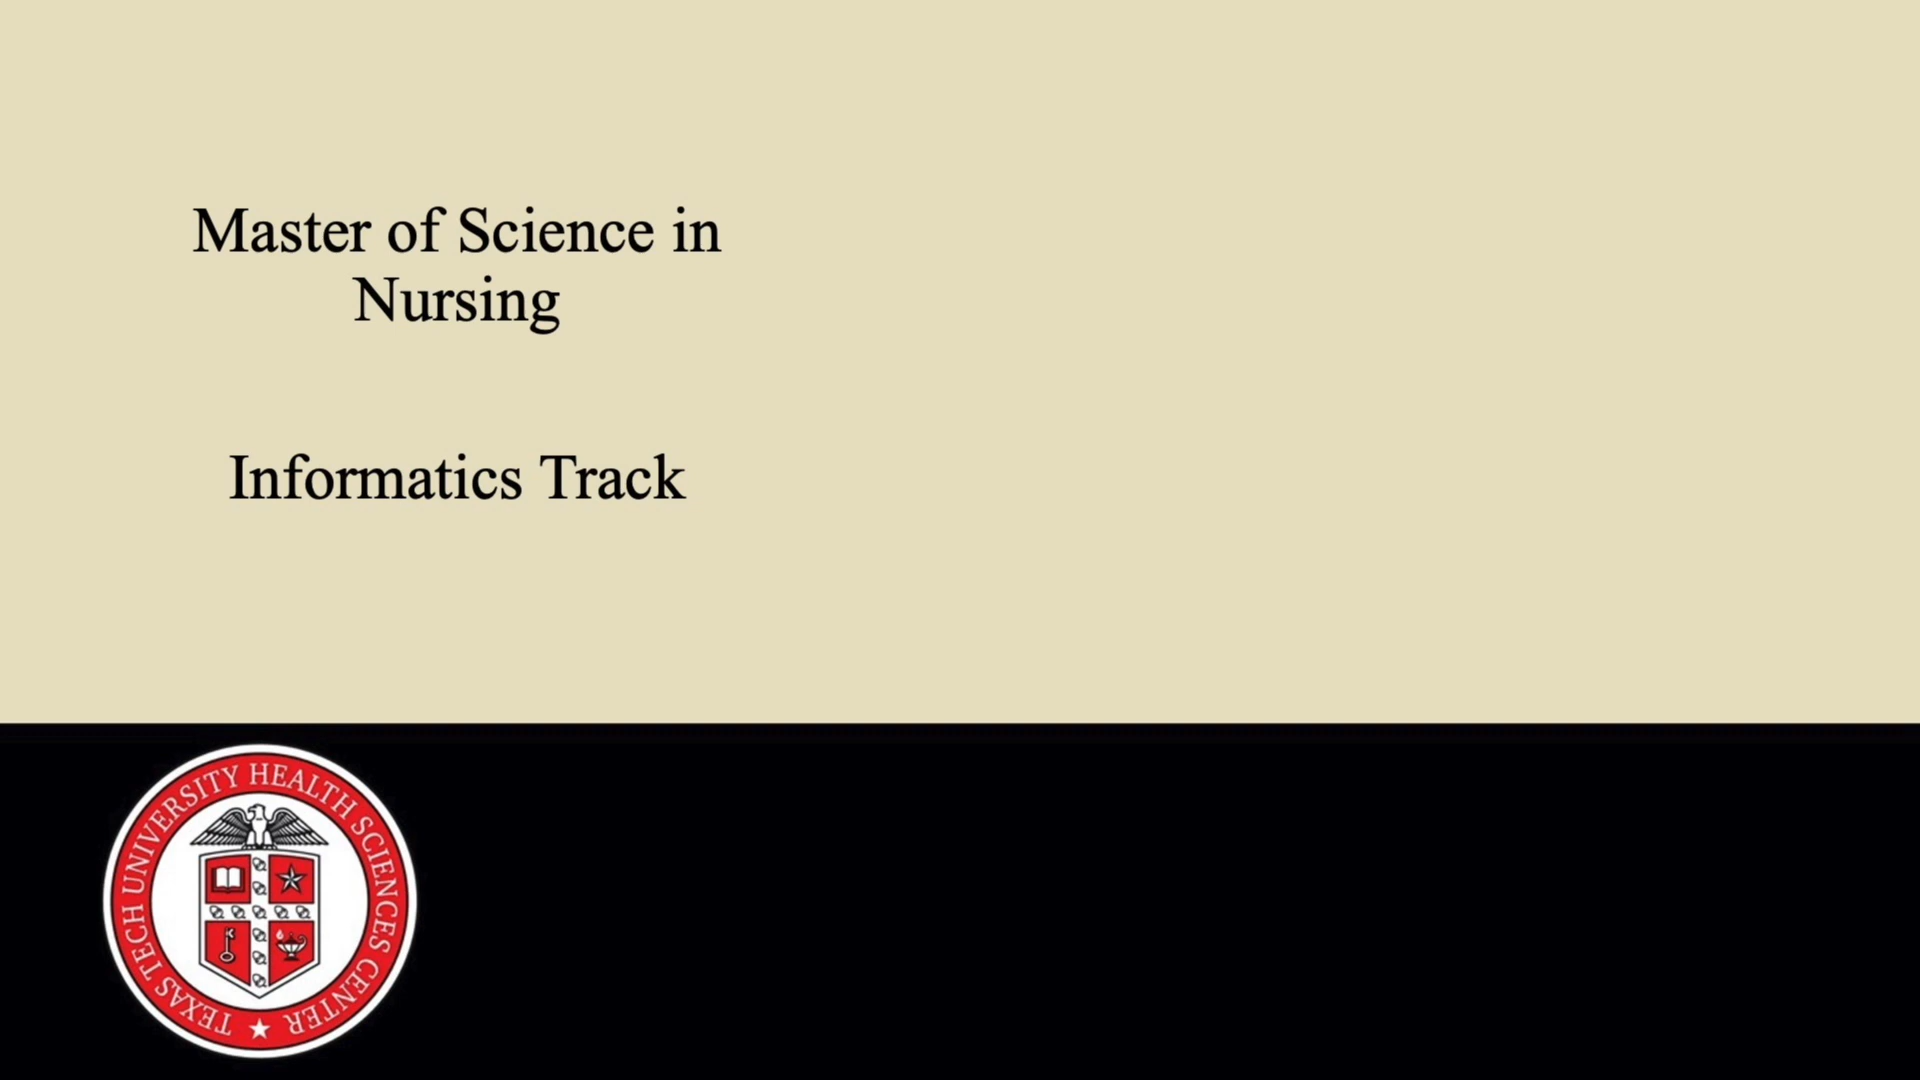 Master of Science in
Nursing
Informatics Track
TEXAS TECH UNIVERSITY HEALTH SCIENCES CENTER